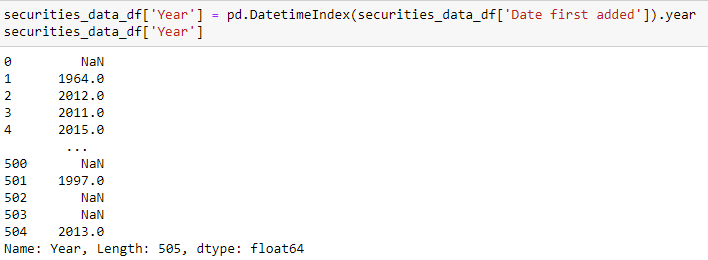 securities_data_df['Year'] = pd.DatetimeIndex(securities_data_df['Date first added']).year
securities_data_df['Year']
0         NaN
1      1964.0
2      2012.0
3      2011.0
4      2015.0
        ...
500       NaN
501    1997.0
502       NaN
503       NaN
504    2013.0
Name: Year, Length: 505, dtype: float64